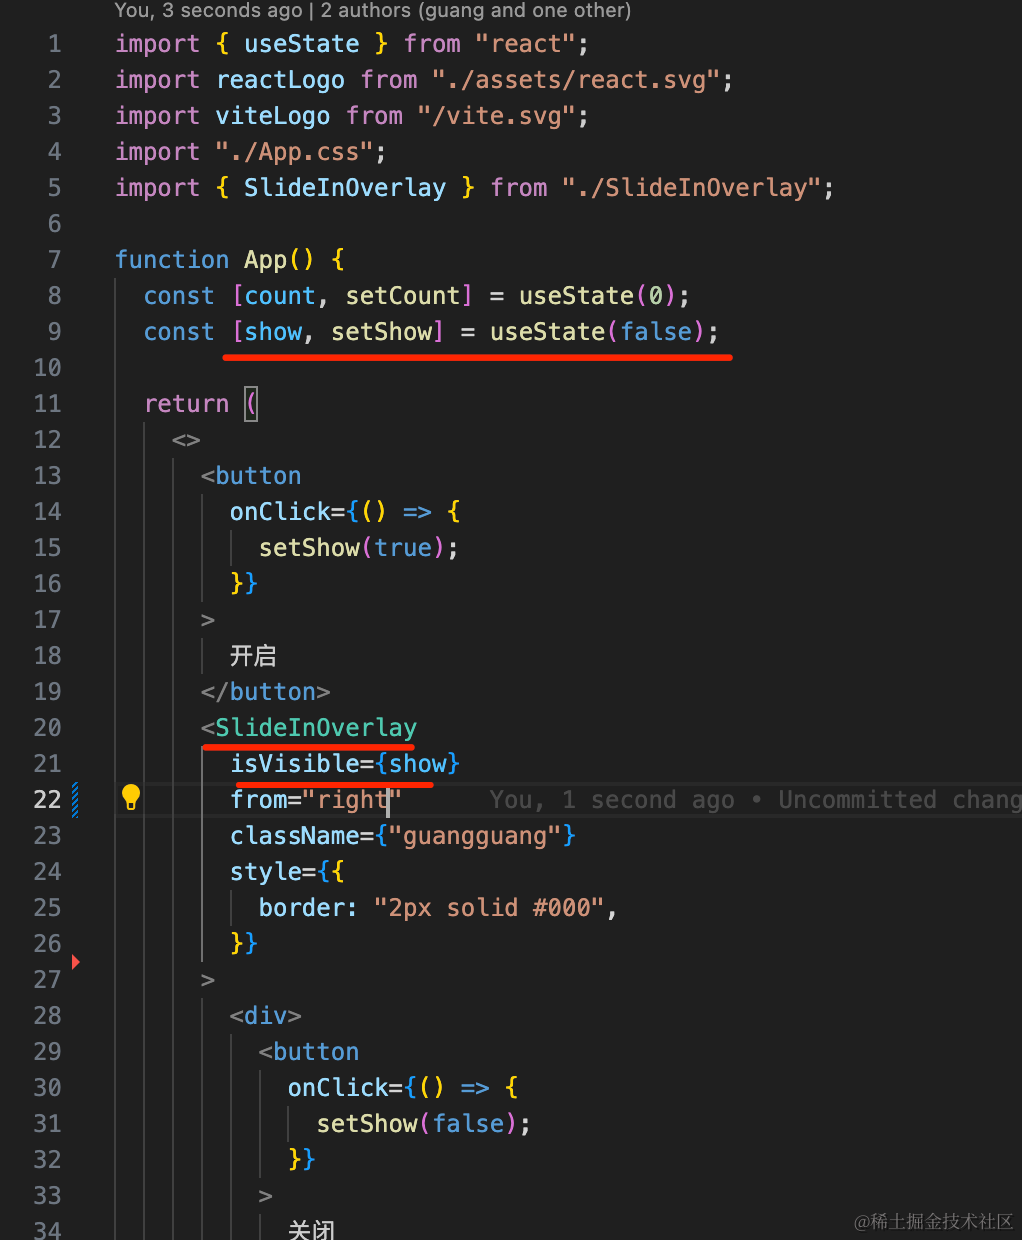 You, 3 seconds ago | 2 authors (guang and one other)
1 import { useState } from "react";
2 import reactLogo from "./assets/react.svg";
3 import viteLogo from "/vite.svg";
4 import "./App.css";
5 import { SlideInOverlay } from "./SlideInOverlay";
6
7 function App() {
8 const [count, setCount] = useState(0);
9 const [show, setShow] = useState(false);
10
11 return (
12 <>
13 <button
14 onClick={() => {
15 setShow(true);
16 }}
17 >
18 开启
19 </button>
20 <SlideInOverlay
21 isVisible={show}
22 from="right" You, 1 second ago • Uncommitted chang
23 className={"guangguang"}
24 style={{
25 border: "2px solid #000",
26 }}
27 >
28 <div>
29 <button
30 onClick={() => {
31 setShow(false);
32 }}
33 >
34 关闭
@稀土掘金技术社区